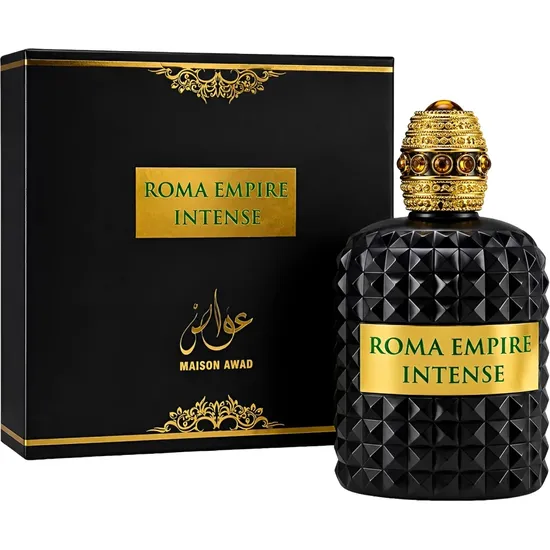 ROMA EMPIRE
INTENSE
عواض
MAISON AWAD
ROMA EMPIRE
INTENSE